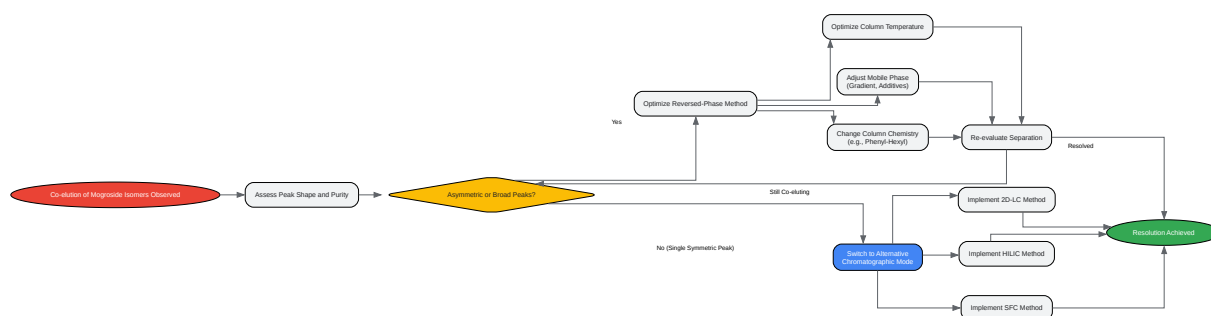 Optimize Column Temperature
Adjust Mobile Phase
(Gradient, Additives)
Optimize Reversed-Phase Method
Yes
Change Column Chemistry
(e.g., Phenyl-Hexyl)
Re-evaluate Separation
Resolved
Co-elution of Mogroside Isomers Observed
Assess Peak Shape and Purity
Asymmetric or Broad Peaks?
Still Co-eluting
Implement 2D-LC Method
Resolution Achieved
No (Single Symmetric Peak)
Switch to Alternative
Chromatographic Mode
Implement HILIC Method
Implement SFC Method